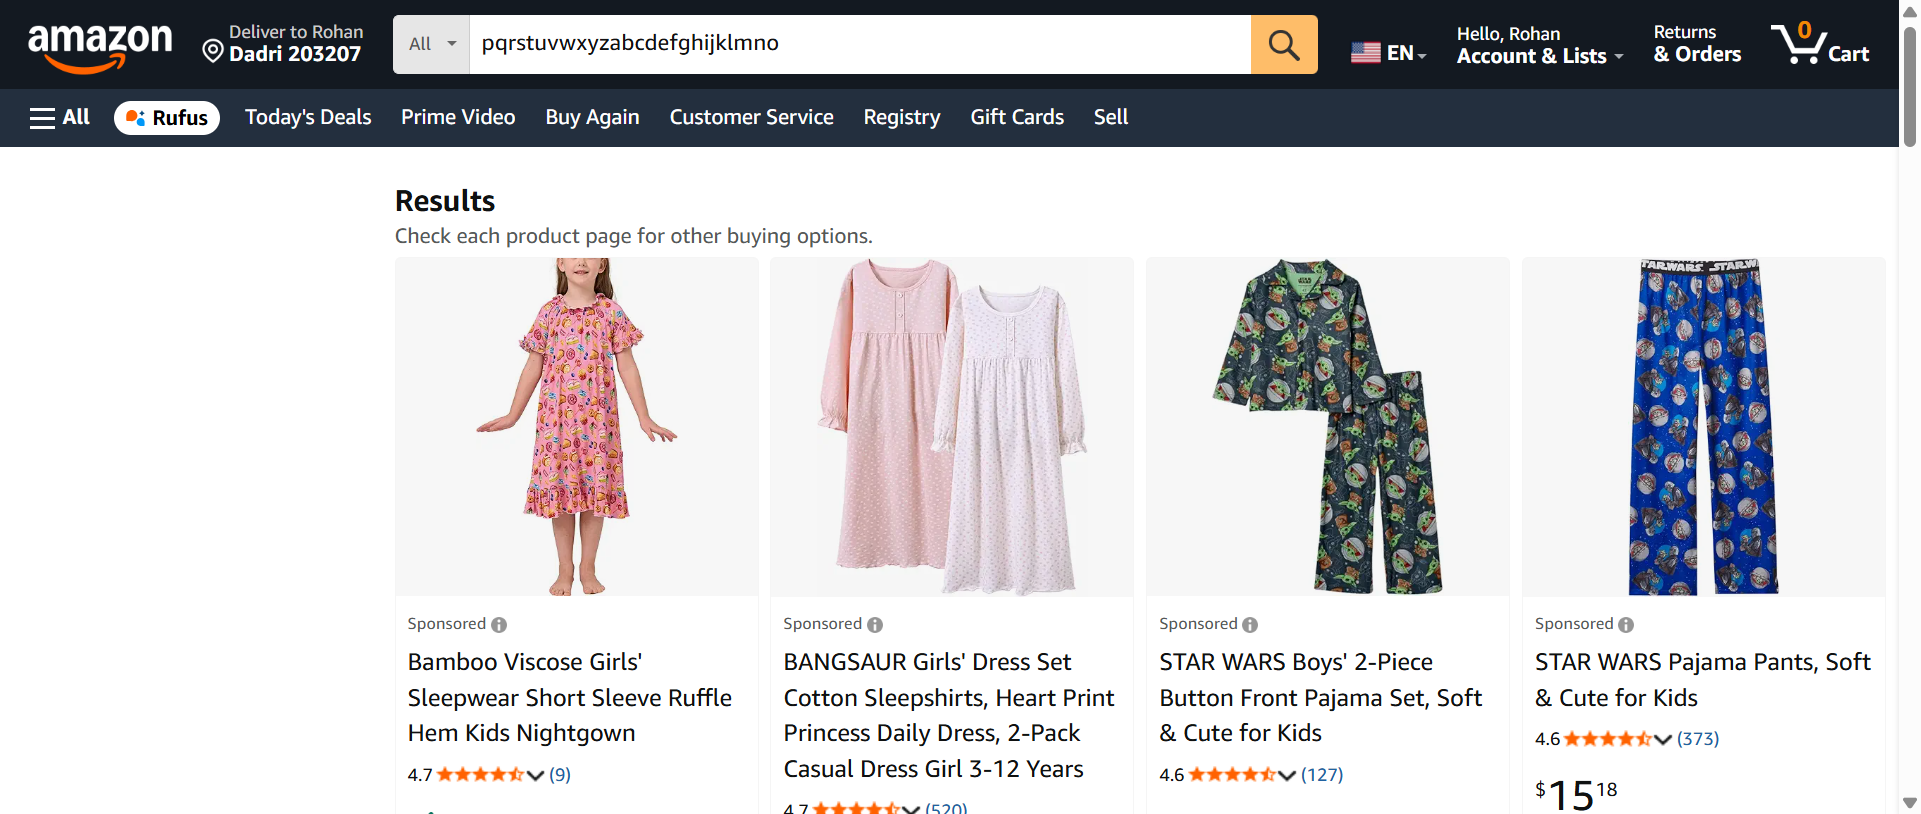 amazon
Deliver to Rohan
Dadri 203207
All
pqrstuvwxyzabcdefghijklmno
EN
Hello, Rohan
Account & Lists
Returns
& Orders
0
Cart
All
Rufus
Today's Deals
Prime Video
Buy Again
Customer Service
Registry
Gift Cards
Sell
Results
Check each product page for other buying options.
STAR WARS
Sponsored
Bamboo Viscose Girls'
Sleepwear Short Sleeve Ruffle
Hem Kids Nightgown
4.7 (9)
Sponsored
BANGSAUR Girls' Dress Set
Cotton Sleepshirts, Heart Print
Princess Daily Dress, 2-Pack
Casual Dress Girl 3-12 Years
4.7 (520)
Sponsored
STAR WARS Boys' 2-Piece
Button Front Pajama Set, Soft
& Cute for Kids
4.6 (127)
Sponsored
STAR WARS Pajama Pants, Soft
& Cute for Kids
4.6 (373)
$15 18